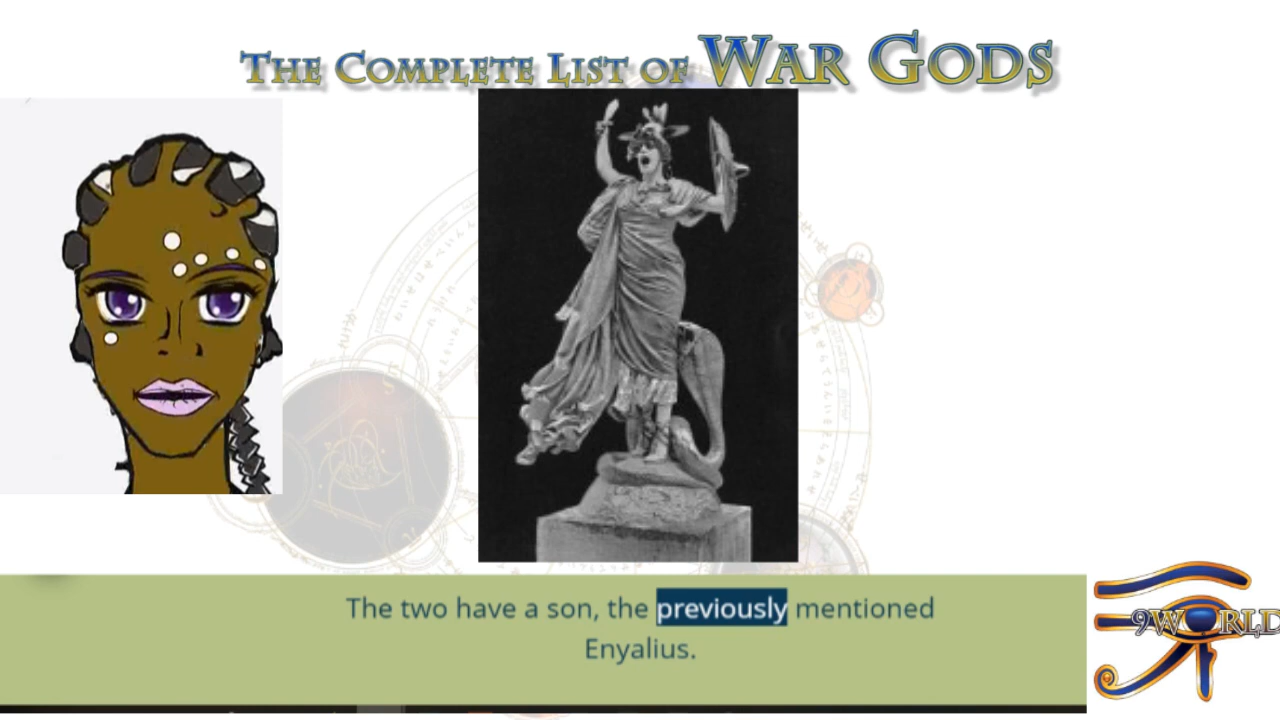 THE COMPLETE LIST OF WAR GODS
The two have a son, the previously mentioned
Enyalius.
9WORLD